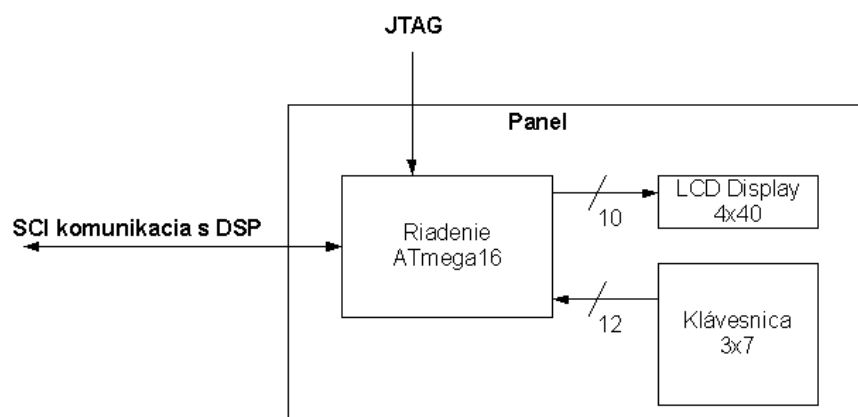 JTAG
Panel
SCI komunikacia s DSP
Riadenie
ATmega16
10
LCD Display
4x40
12
Klávesnica
3x7